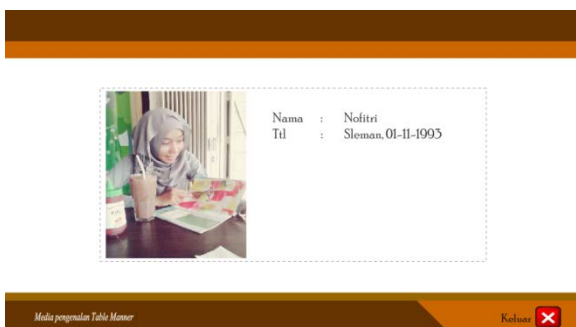 Nama : Nofitri
Ttl : Sleman, 01-11-1993
Media pengenalan Table Manner
Keluar